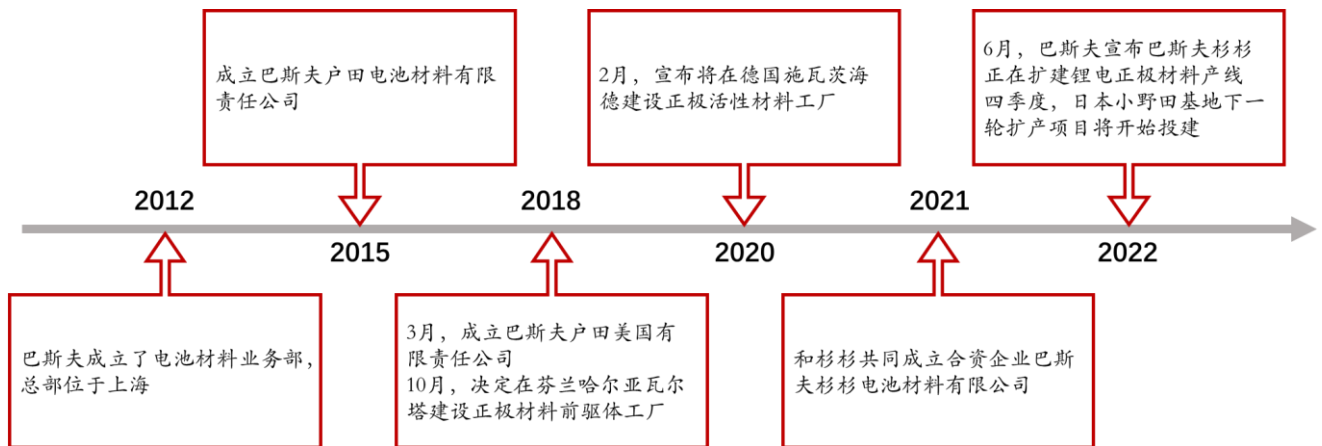 成立巴斯夫户田电池材料有限
责任公司
2月，宣布将在德国施瓦茨海
德建设正极活性材料工厂
6月，巴斯夫宣布巴斯夫杉杉
正在扩建锂电正极材料产线
四季度，日本小野田基地下一
轮扩产项目将开始投建
2012
2018
2021
2015
2020
2022
巴斯夫成立了电池材料业务部，
总部位于上海
3月，成立巴斯夫户田美国有
限责任公司
10月，决定在芬兰哈尔亚瓦尔
塔建设正极材料前驱体工厂
和杉杉共同成立合资企业巴斯
夫杉杉电池材料有限公司